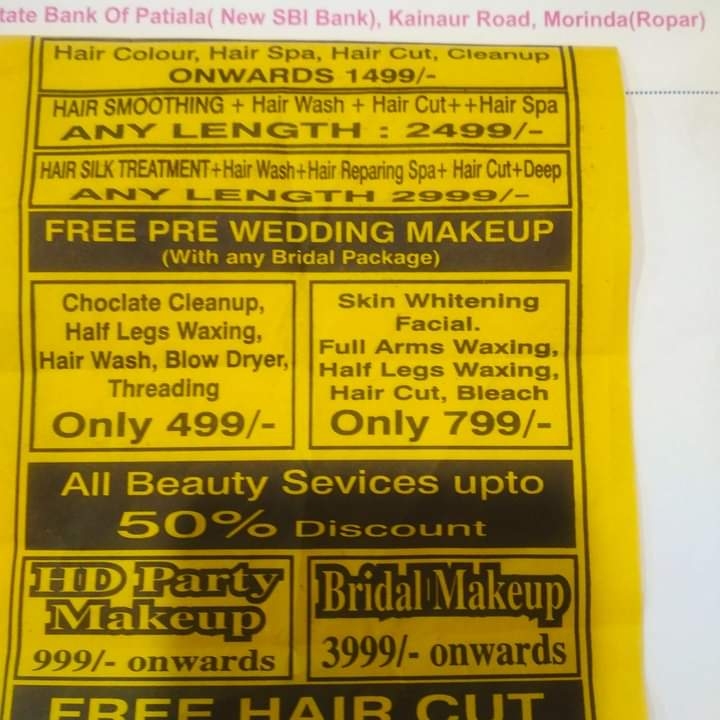 tate Bank Of Patiala( New SBI Bank), Kainaur Road, Morinda(Ropar)
Hair Colour, Hair Spa, Hair Cut, Cleanup
ONWARDS 1499/-
HAIR SMOOTHING + Hair Wash + Hair Cut++Hair Spa
ANY LENGTH : 2499/-
HAIR SILK TREATMENT+Hair Wash+Hair Reparing Spa+ Hair Cut+Deep
ANY LENGTH 2999/-
FREE PRE WEDDING MAKEUP
(With any Bridal Package)
Choclate Cleanup,
Half Legs Waxing,
Hair Wash, Blow Dryer,
Threading
Only 499/-
Skin Whitening
Facial.
Full Arms Waxing,
Half Legs Waxing,
Hair Cut, Bleach
Only 799/-
All Beauty Sevices upto
50% Discount
HD Party
Makeup
999/- onwards
Bridal Makeup
3999/- onwards
FREE HAIR CUT